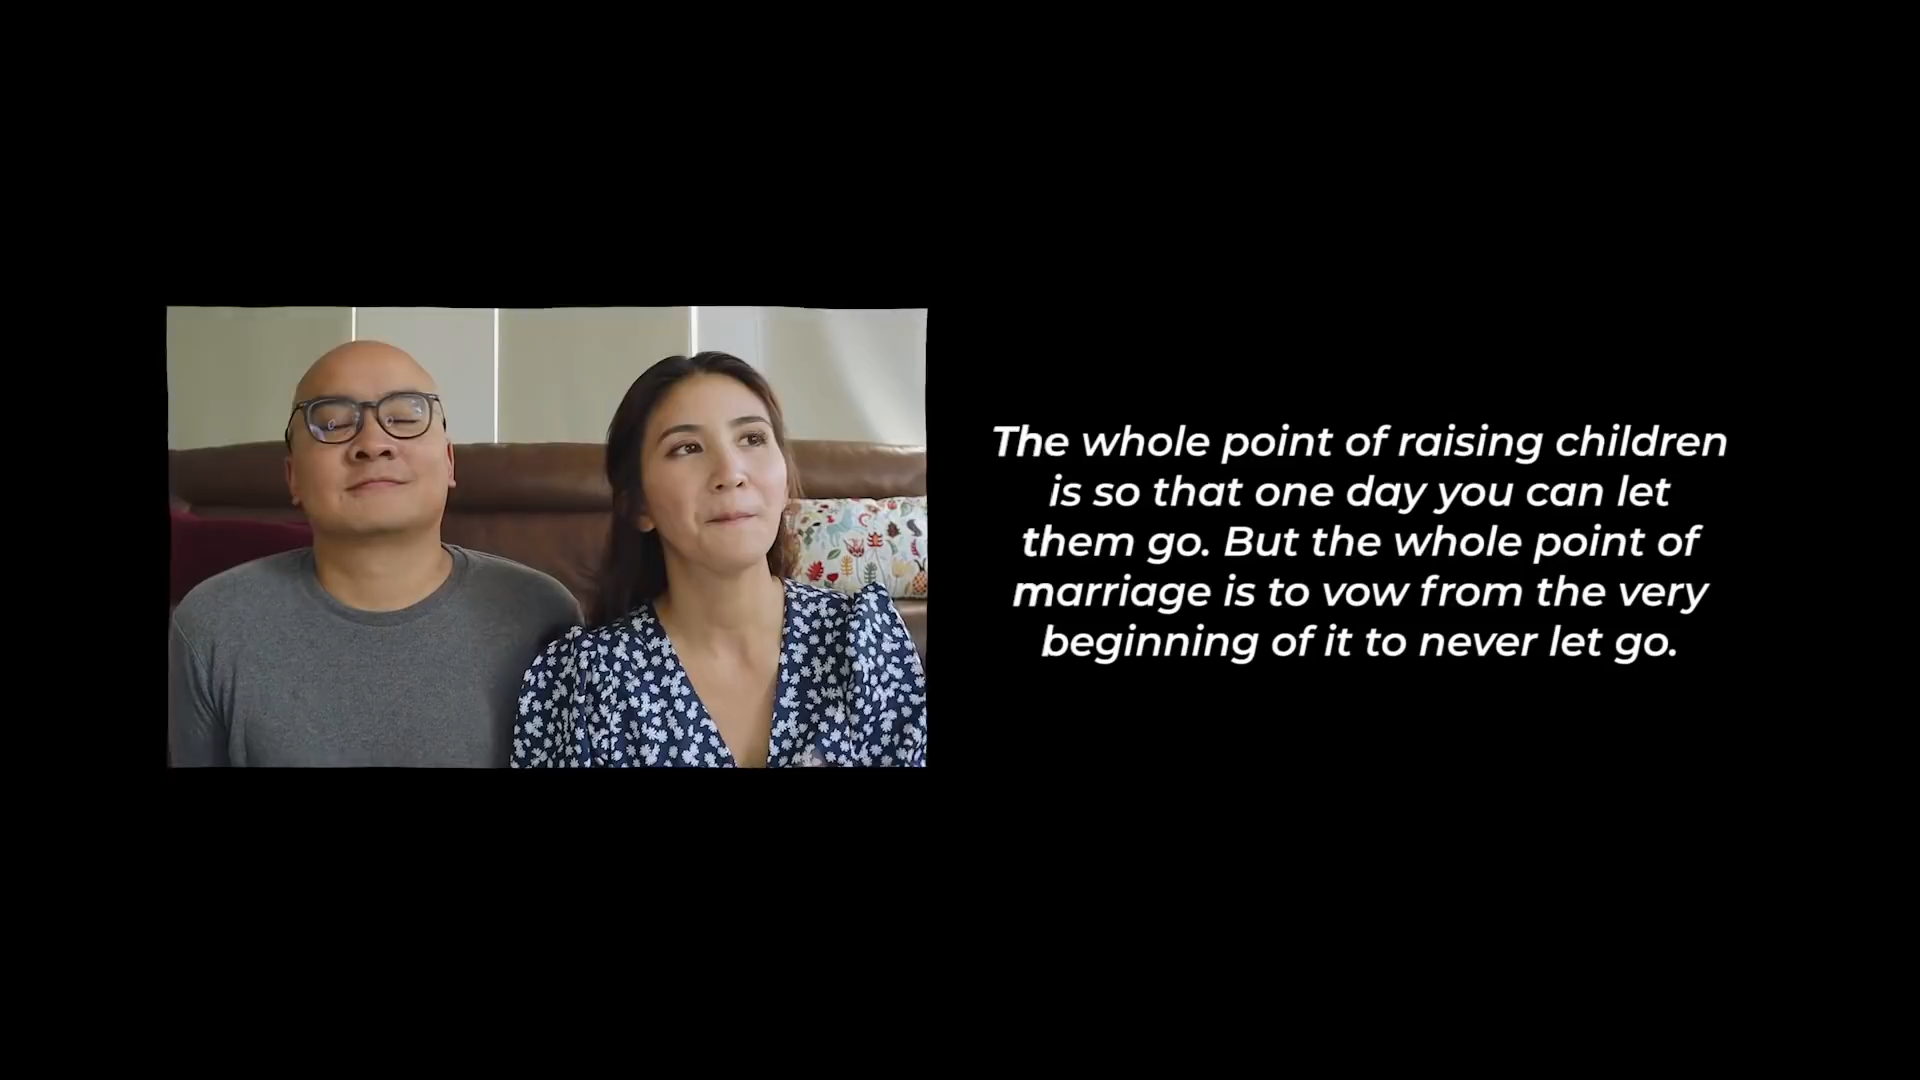 The whole point of raising children
is so that one day you can let
them go. But the whole point of
marriage is to vow from the very
beginning of it to never let go.